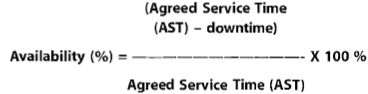 (Agreed Service Time
(AST) – downtime)
Availability (%) = ———————————— X 100 %
Agreed Service Time (AST)